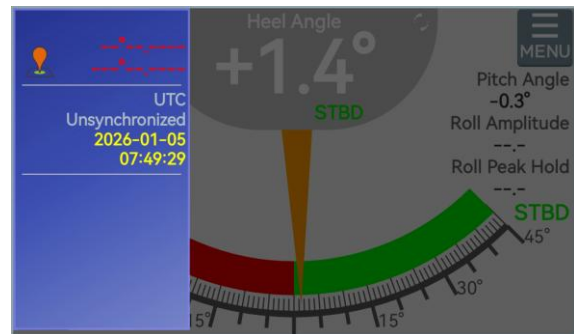 --°--.----
--°--.----
UTC
Unsynchronized
2026-01-05
07:49:29
Heel Angle
+1.4°
STBD
MENU
Pitch Angle
-0.3°
Roll Amplitude
--.-
Roll Peak Hold
--.-
STBD
45°
30°
15°
5°